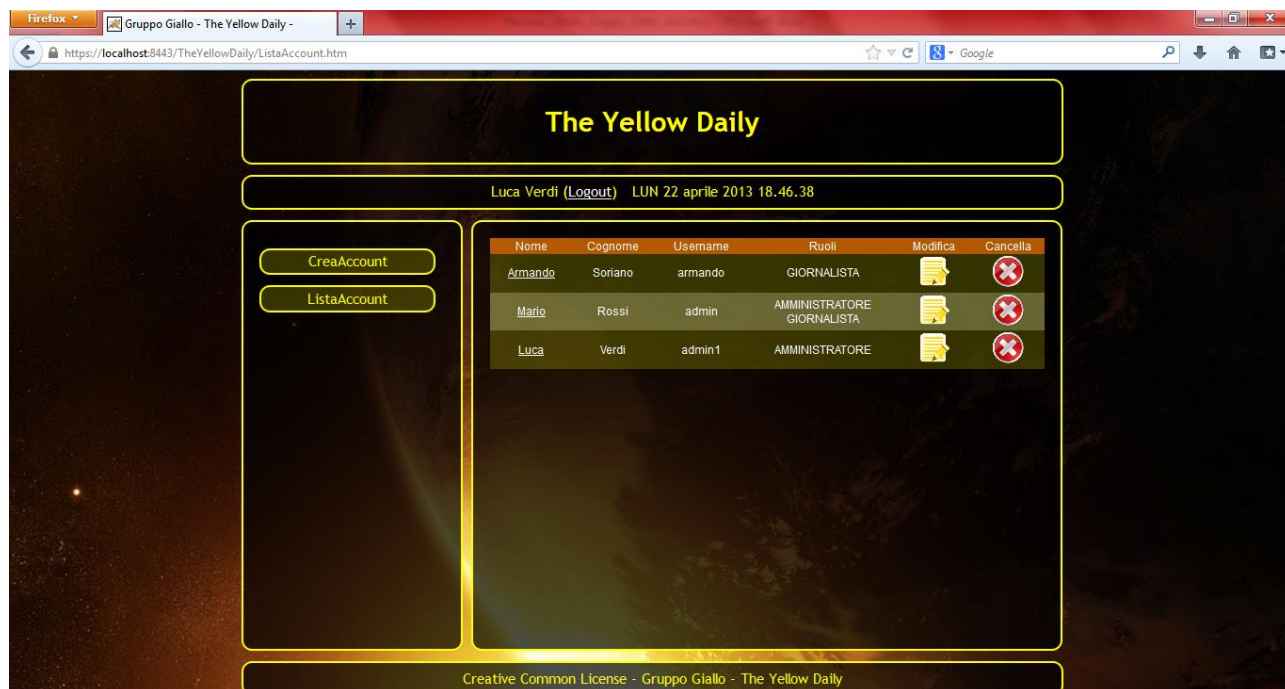 Firefox
Gruppo Giallo - The Yellow Daily -
https://localhost:8443/TheYellowDaily/ListaAccount.htm
Google
The Yellow Daily
Luca Verdi (Logout) LUN 22 aprile 2013 18.46.38
CreaAccount
ListaAccount
Nome Cognome Username Ruoli Modifica Cancella
Armando Soriano armando GIORNALISTA
Mario Rossi admin AMMINISTRATORE
GIORNALISTA
Luca Verdi admin1 AMMINISTRATORE
Creative Common License - Gruppo Giallo - The Yellow Daily